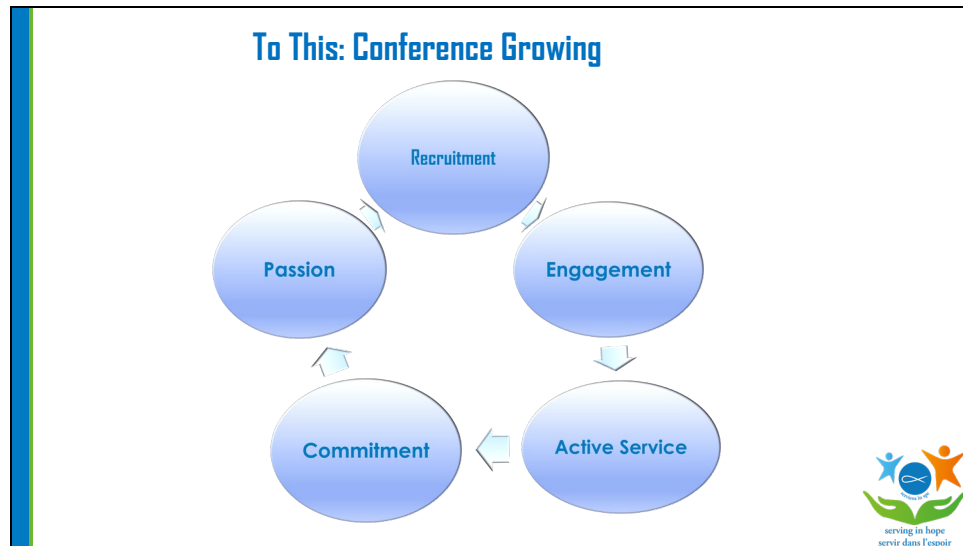 To This: Conference Growing
Recruitment
Passion
Engagement
Commitment
Active Service
serving in hope
servir dans l'espoir